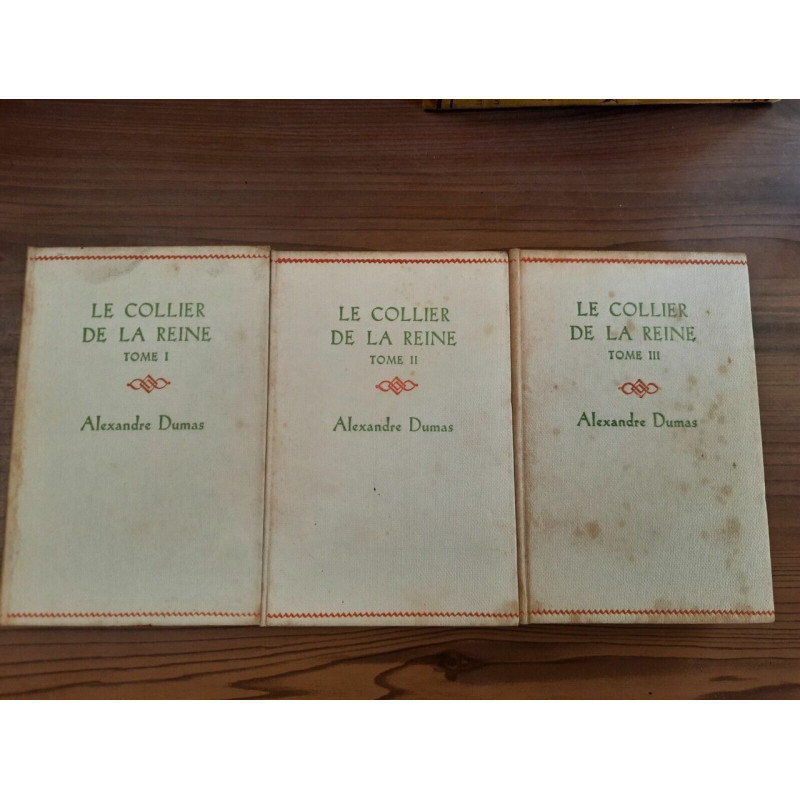 LE COLLIER
DE LA REINE
TOME I
Alexandre Dumas
LE COLLIER
DE LA REINE
TOME II
Alexandre Dumas
LE COLLIER
DE LA REINE
TOME III
Alexandre Dumas